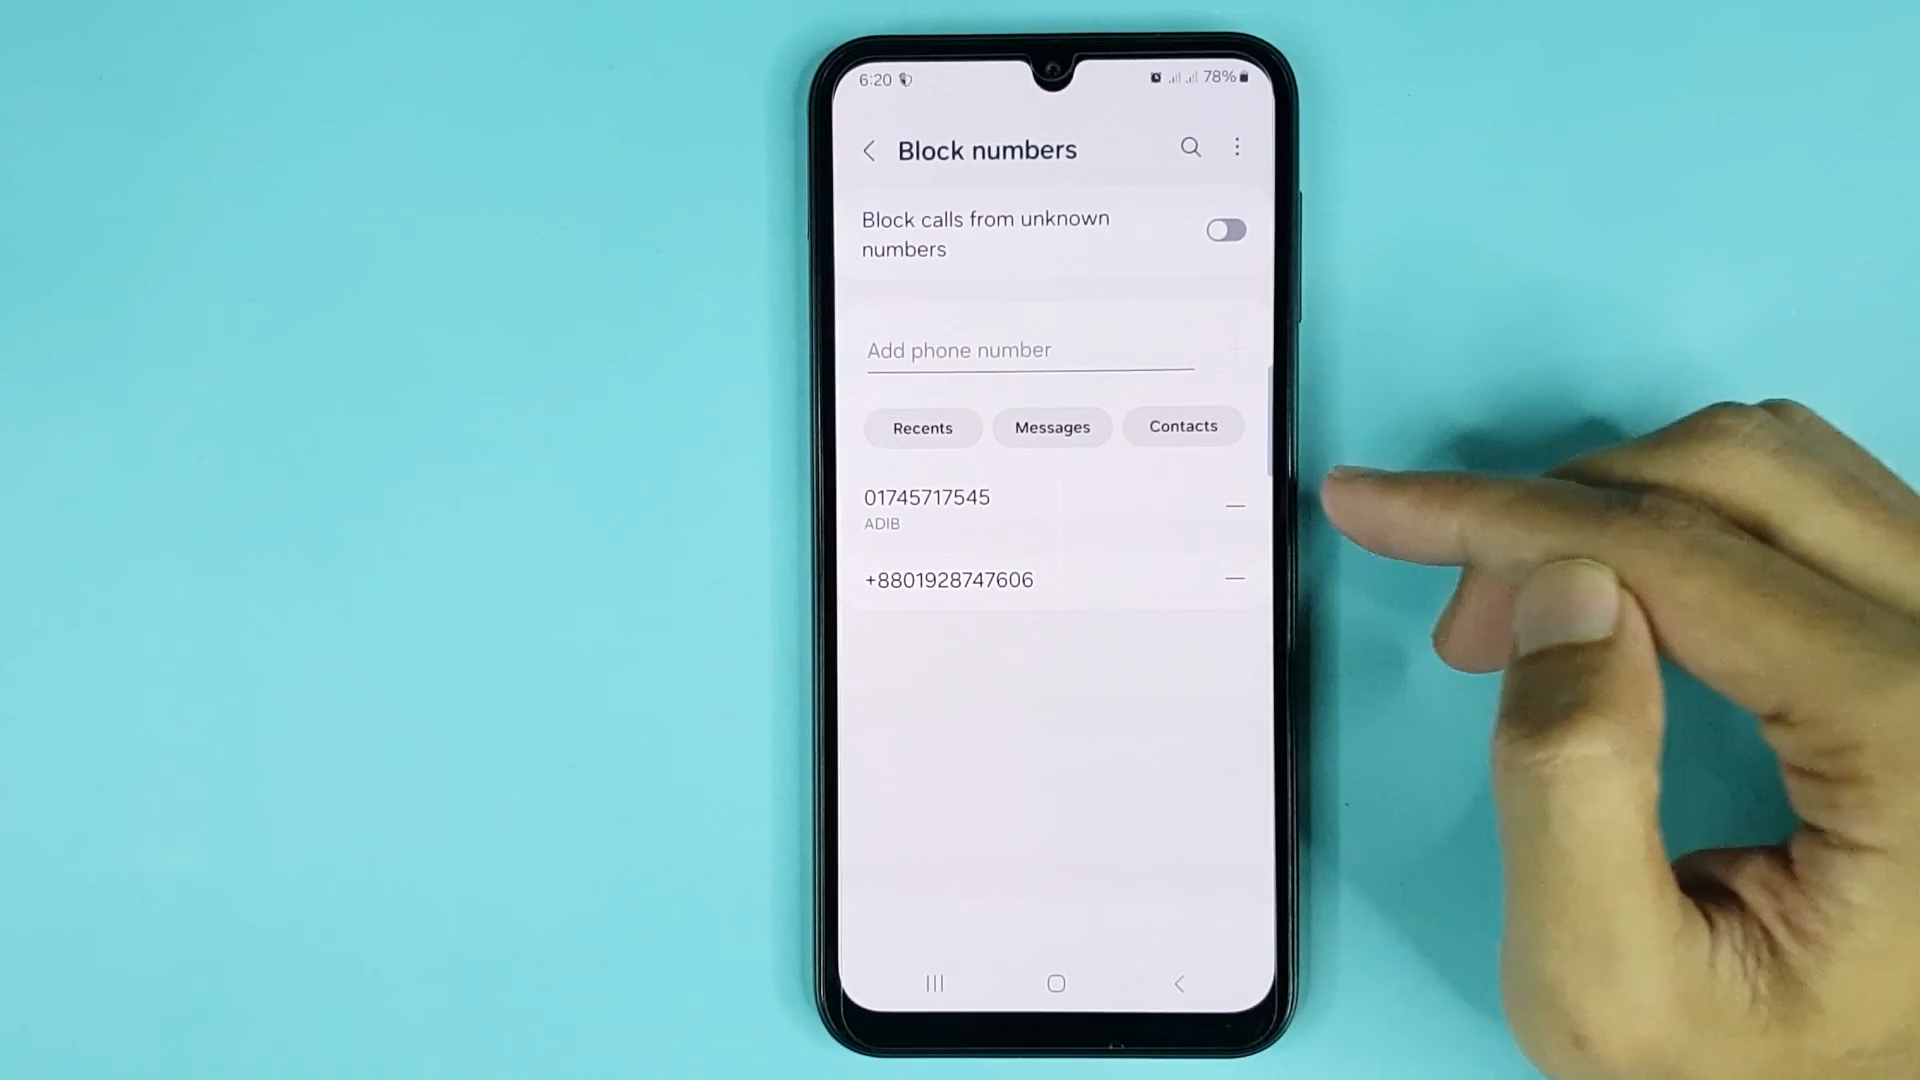 6:20
78%
Block numbers
Block calls from unknown
numbers
Add phone number
Recents
Messages
Contacts
01745717545
ADIB
+8801928747606